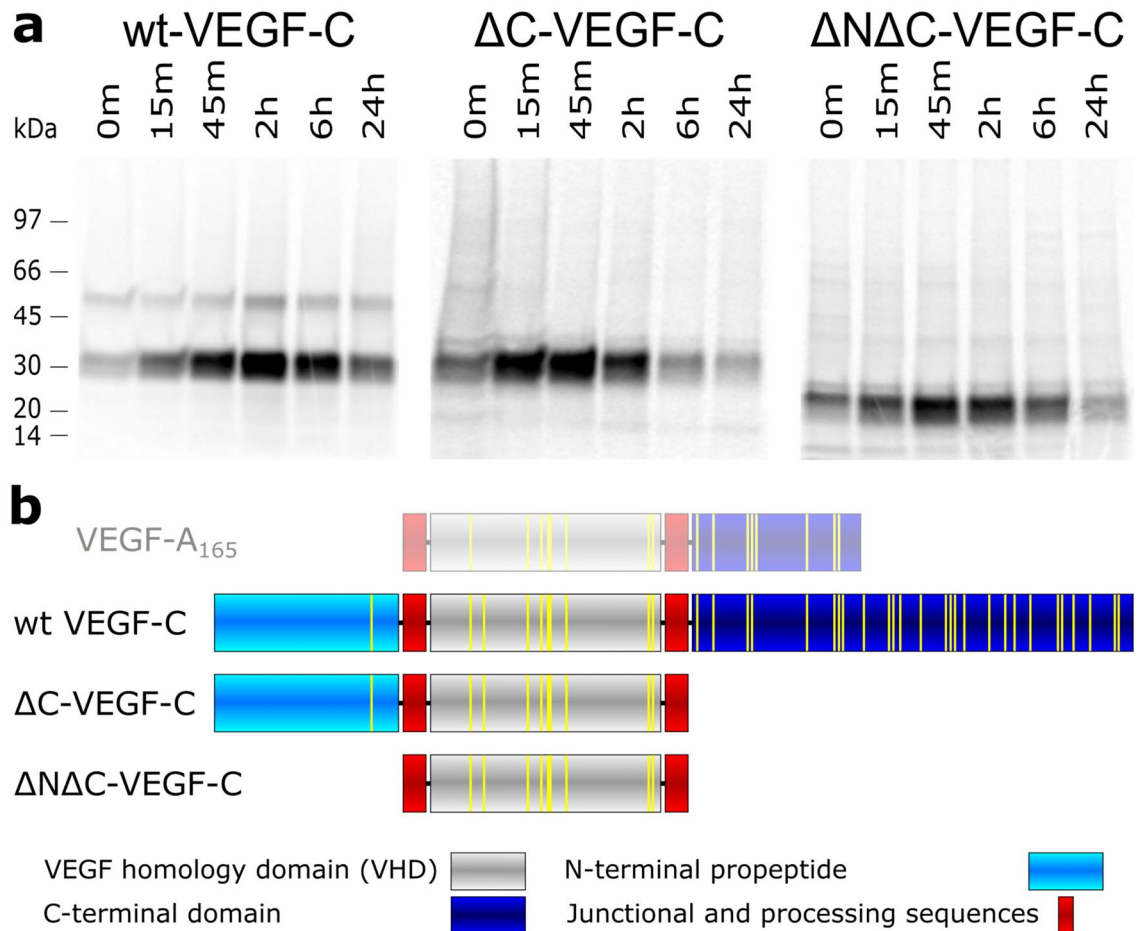 a
wt-VEGF-C ΔC-VEGF-C ΔNΔC-VEGF-C
kDa 0m 15m 45m 2h 6h 24h 0m 15m 45m 2h 6h 24h 0m 15m 45m 2h 6h 24h
97
66
45
30
20
14
b
VEGF-A165
wt VEGF-C
ΔC-VEGF-C
ΔNΔC-VEGF-C
VEGF homology domain (VHD) N-terminal propeptide
C-terminal domain Junctional and processing sequences